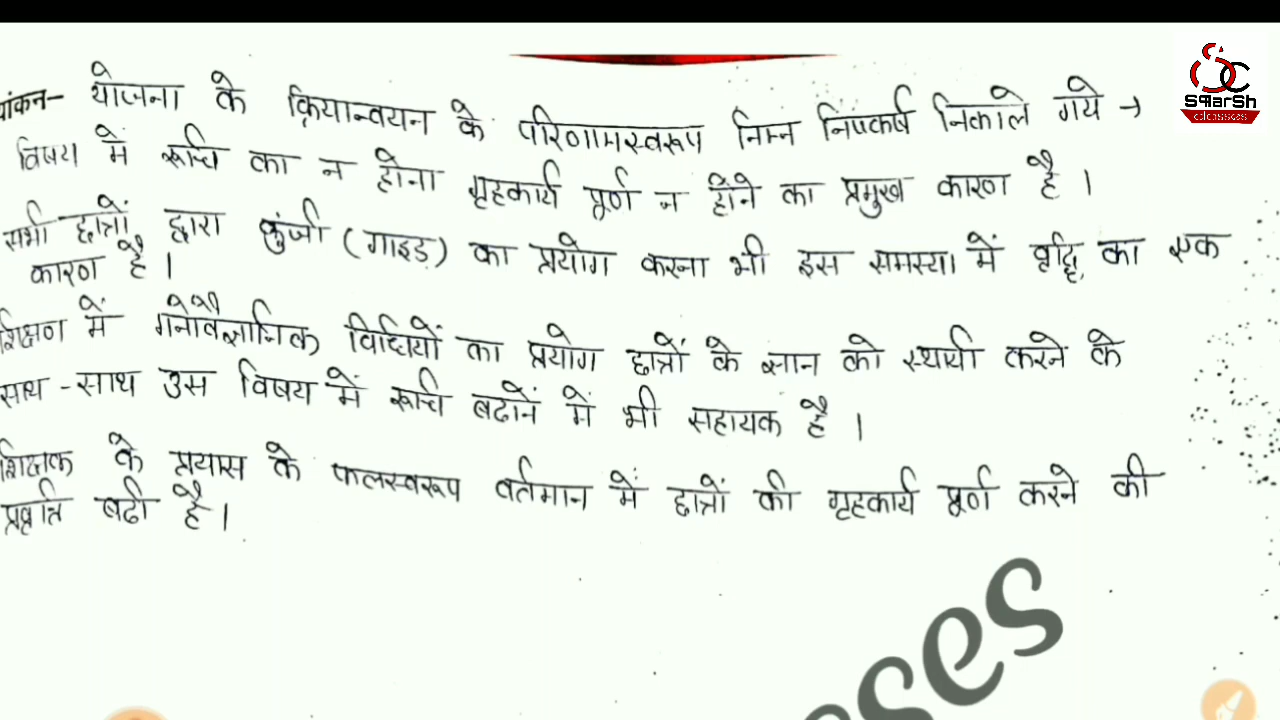 SqarSh
classes
यांकन- योजना के क्रियान्वयन के परिणामस्वरूप निम्न निष्कर्ष निकाले गये →
विषय में रूचि का न होना गृहकार्य पूर्ण न होने का प्रमुख कारण है।
सभी छात्रों द्वारा कुंजी (गाइड) का प्रयोग करना भी इस समस्या में वृद्धि का एक
कारण है।
शिक्षण में मनोवैज्ञानिक विधियों का प्रयोग छात्रों के ज्ञान को स्थायी करने के
साथ-साथ उस विषय में रूचि बढानें में भी सहायक है।
शिक्षक के प्रयास के फलस्वरूप वर्तमान में छात्रों की गृहकार्य पूर्ण करने की
प्रवृत्ति बढी है।
sses